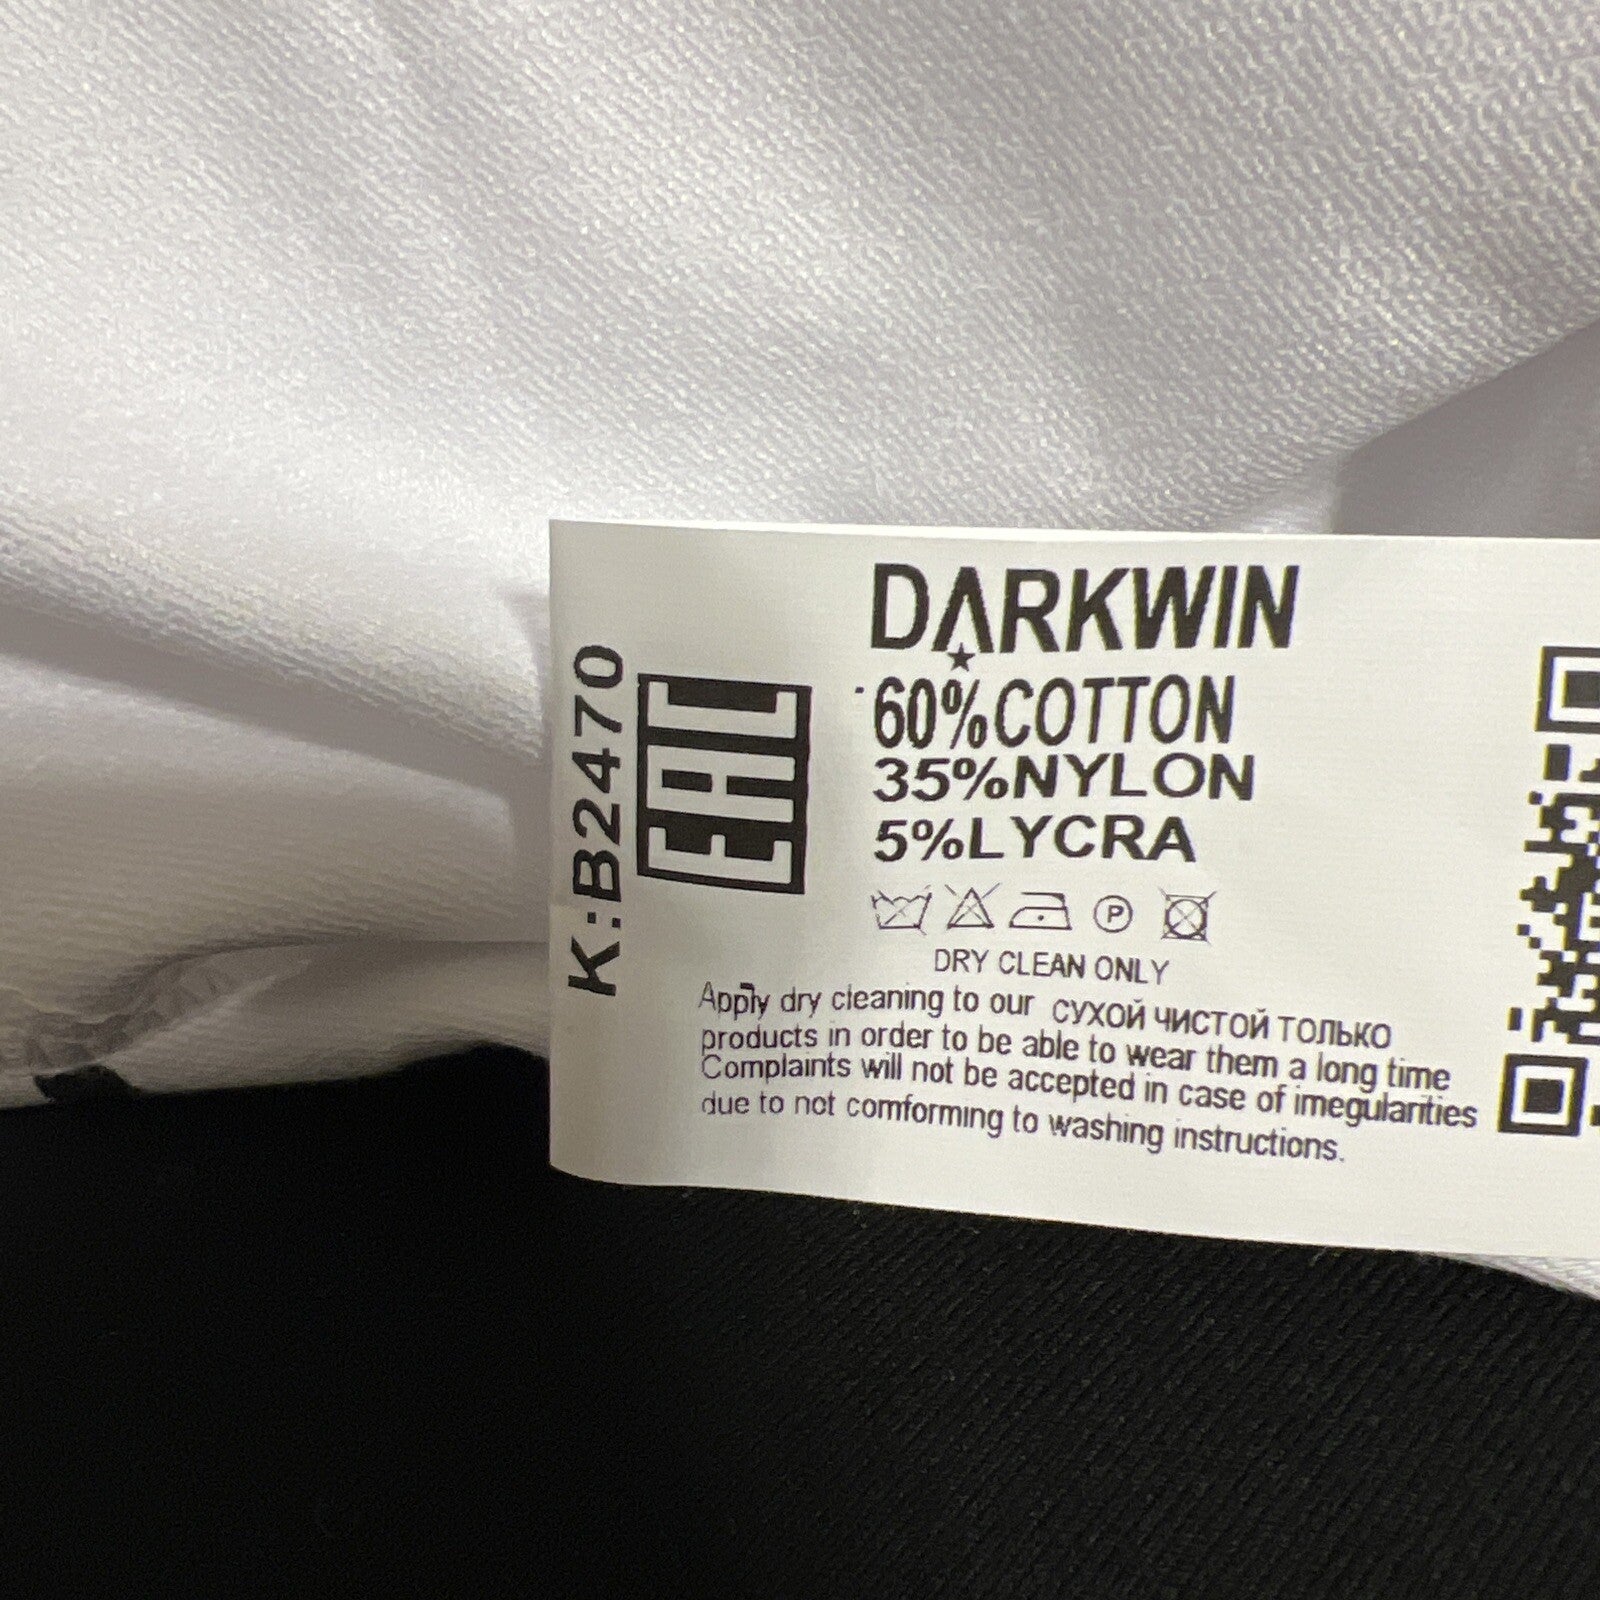 DARKWIN
60%COTTON
35%NYLON
5%LYCRA
P
DRY CLEAN ONLY
Apply dry cleaning to our СУХОЙ ЧИСТОЙ ТОЛЬКО
products in order to be able to wear them a long time
Complaints will not be accepted in case of imegularities
due to not comforming to washing instructions.
K:B2470
EAC